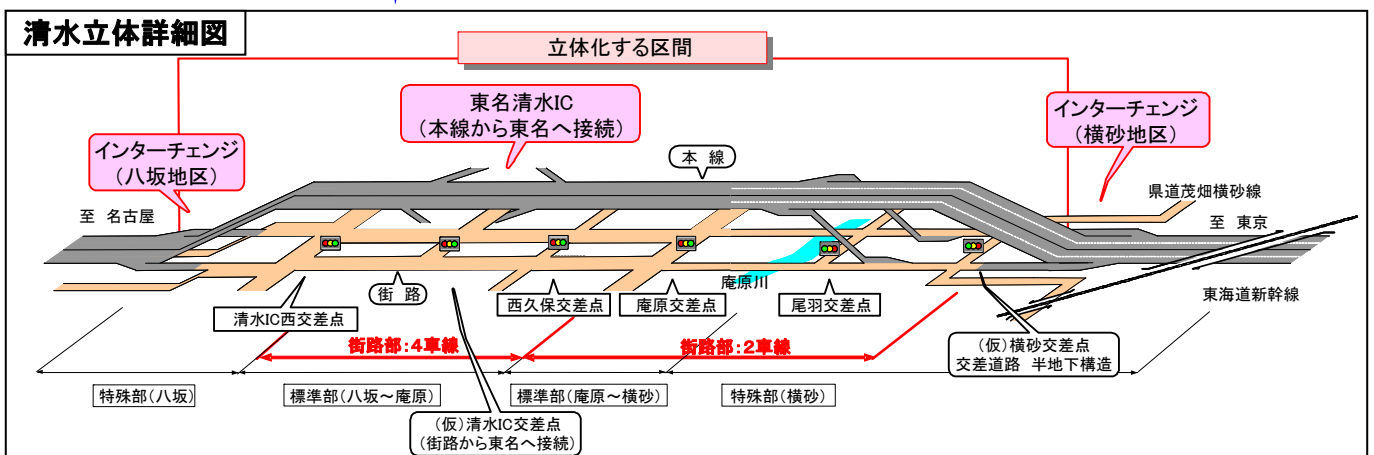 清水立体詳細図
立体化する区間
東名清水IC
(本線から東名へ接続)
インターチェンジ
(横砂地区)
インターチェンジ
(八坂地区)
本 線
県道茂畑横砂線
至 名古屋
至 東京
庵原川
街 路
西久保交差点
庵原交差点
尾羽交差点
東海道新幹線
清水IC西交差点
街路部:4車線
街路部:2車線
(仮)横砂交差点
交差道路 半地下構造
特殊部(八坂)
標準部(八坂~庵原)
標準部(庵原~横砂)
特殊部(横砂)
(仮)清水IC交差点
(街路から東名へ接続)